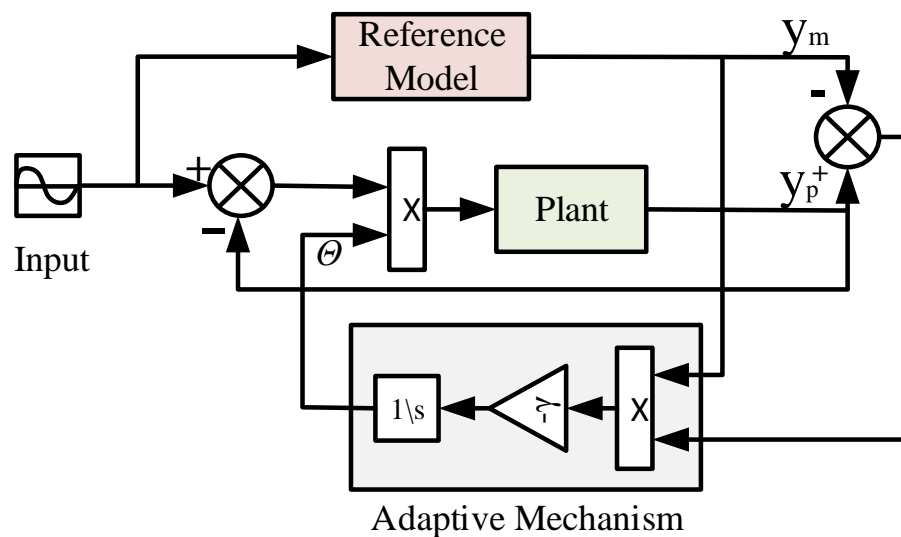 Reference
Model
yₘ
-
+
X
Plant
yₚ⁺
-
Input
Θ
1\s
-γ
X
Adaptive Mechanism